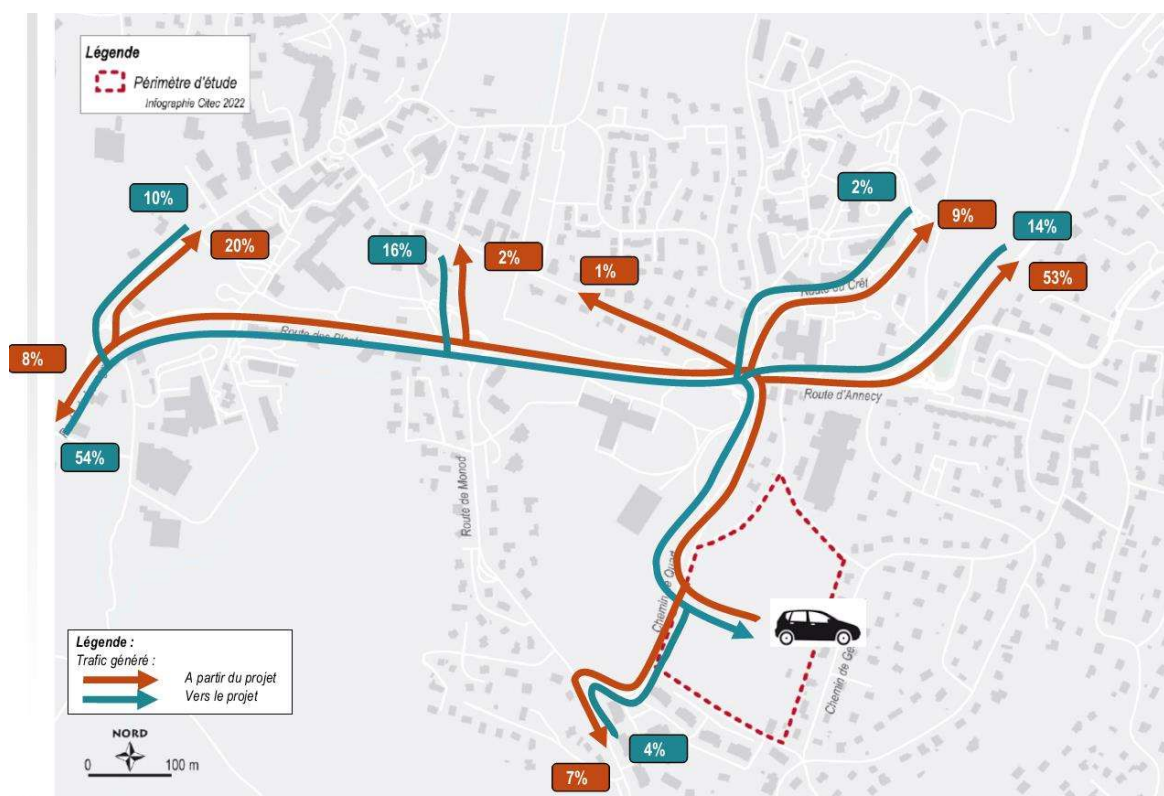 Légende
Périmètre d'étude
Infographie Citec 2022
10%
20%
16%
2%
1%
2%
9%
14%
53%
Route du Crêt
Route des
8%
Route d'Annecy
54%
Route de Monod
Chemin de Quart
Chemin de Ge
Légende :
Trafic généré :
A partir du projet
Vers le projet
NORD
0 100 m
4%
7%